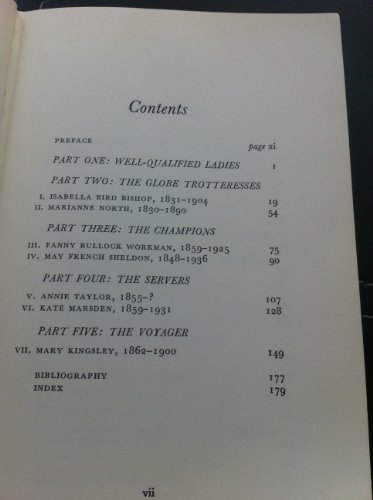 Contents
PREFACE page xi
PART ONE: WELL-QUALIFIED LADIES 1
PART TWO: THE GLOBE TROTTERESSES
I. ISABELLA BIRD BISHOP, 1831–1904 19
II. MARIANNE NORTH, 1830–1890 54
PART THREE: THE CHAMPIONS
III. FANNY BULLOCK WORKMAN, 1859–1925 75
IV. MAY FRENCH SHELDON, 1848–1936 90
PART FOUR: THE SERVERS
V. ANNIE TAYLOR, 1855–? 107
VI. KATE MARSDEN, 1859–1931 128
PART FIVE: THE VOYAGER
VII. MARY KINGSLEY, 1862–1900 149
BIBLIOGRAPHY 177
INDEX 179
vii